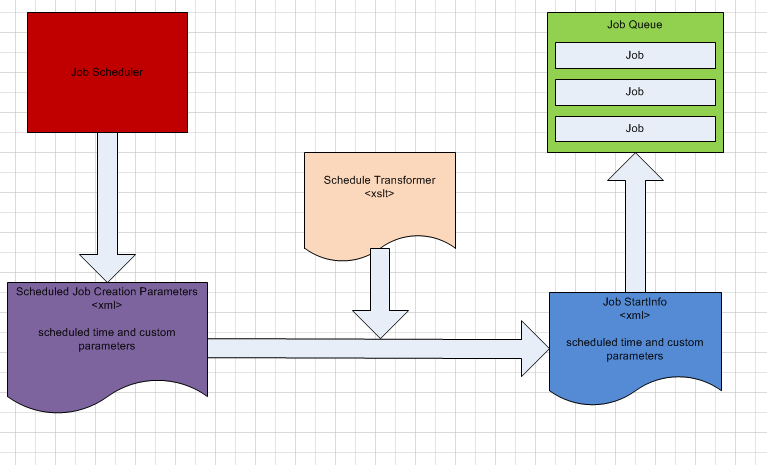 Job Scheduler
Job Queue
Job
Job
Job
Schedule Transformer
<xslt>
Scheduled Job Creation Parameters
<xml>
scheduled time and custom
parameters
Job StartInfo
<xml>
scheduled time and custom
parameters